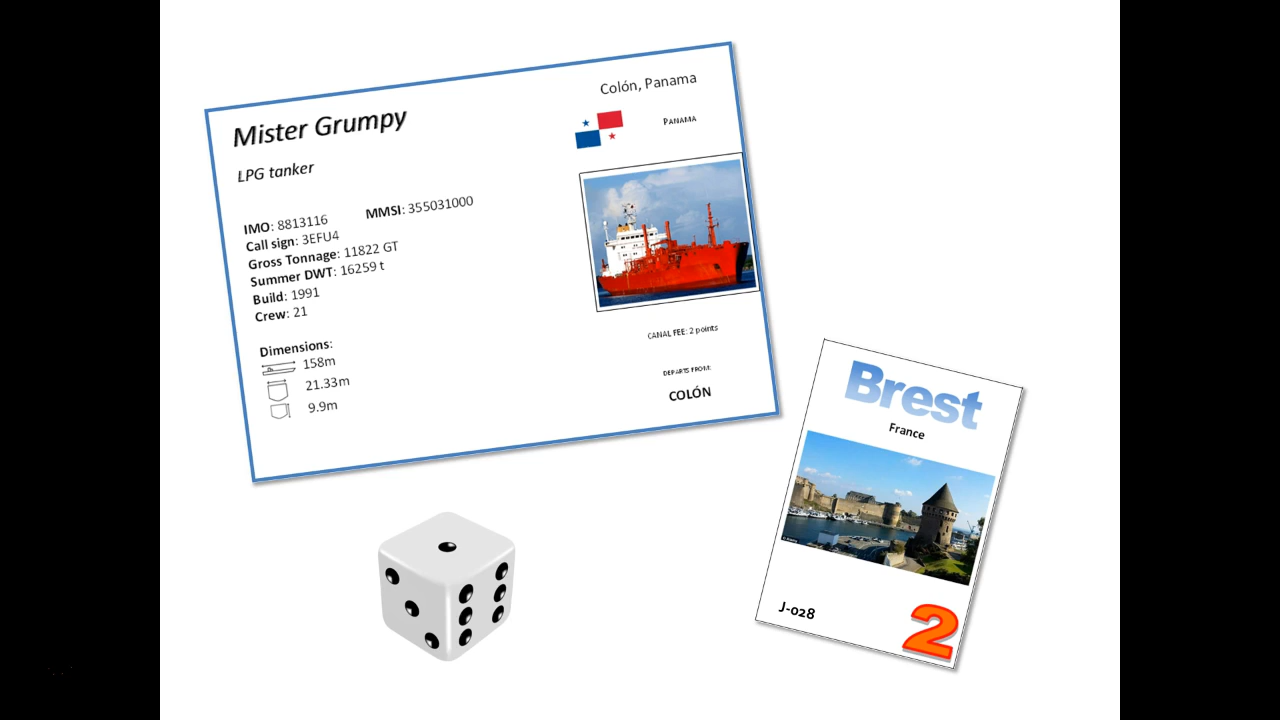 Mister Grumpy
LPG tanker
IMO: 8813116 MMSI: 355031000
Call sign: 3EFU4
Gross Tonnage: 11822 GT
Summer DWT: 16259 t
Build: 1991
Crew: 21
Dimensions:
158m
21.33m
9.9m
Colón, Panama
PANAMA
CANAL FEE: 2 points
DEPARTS FROM:
COLÓN
Brest
France
J-028
2